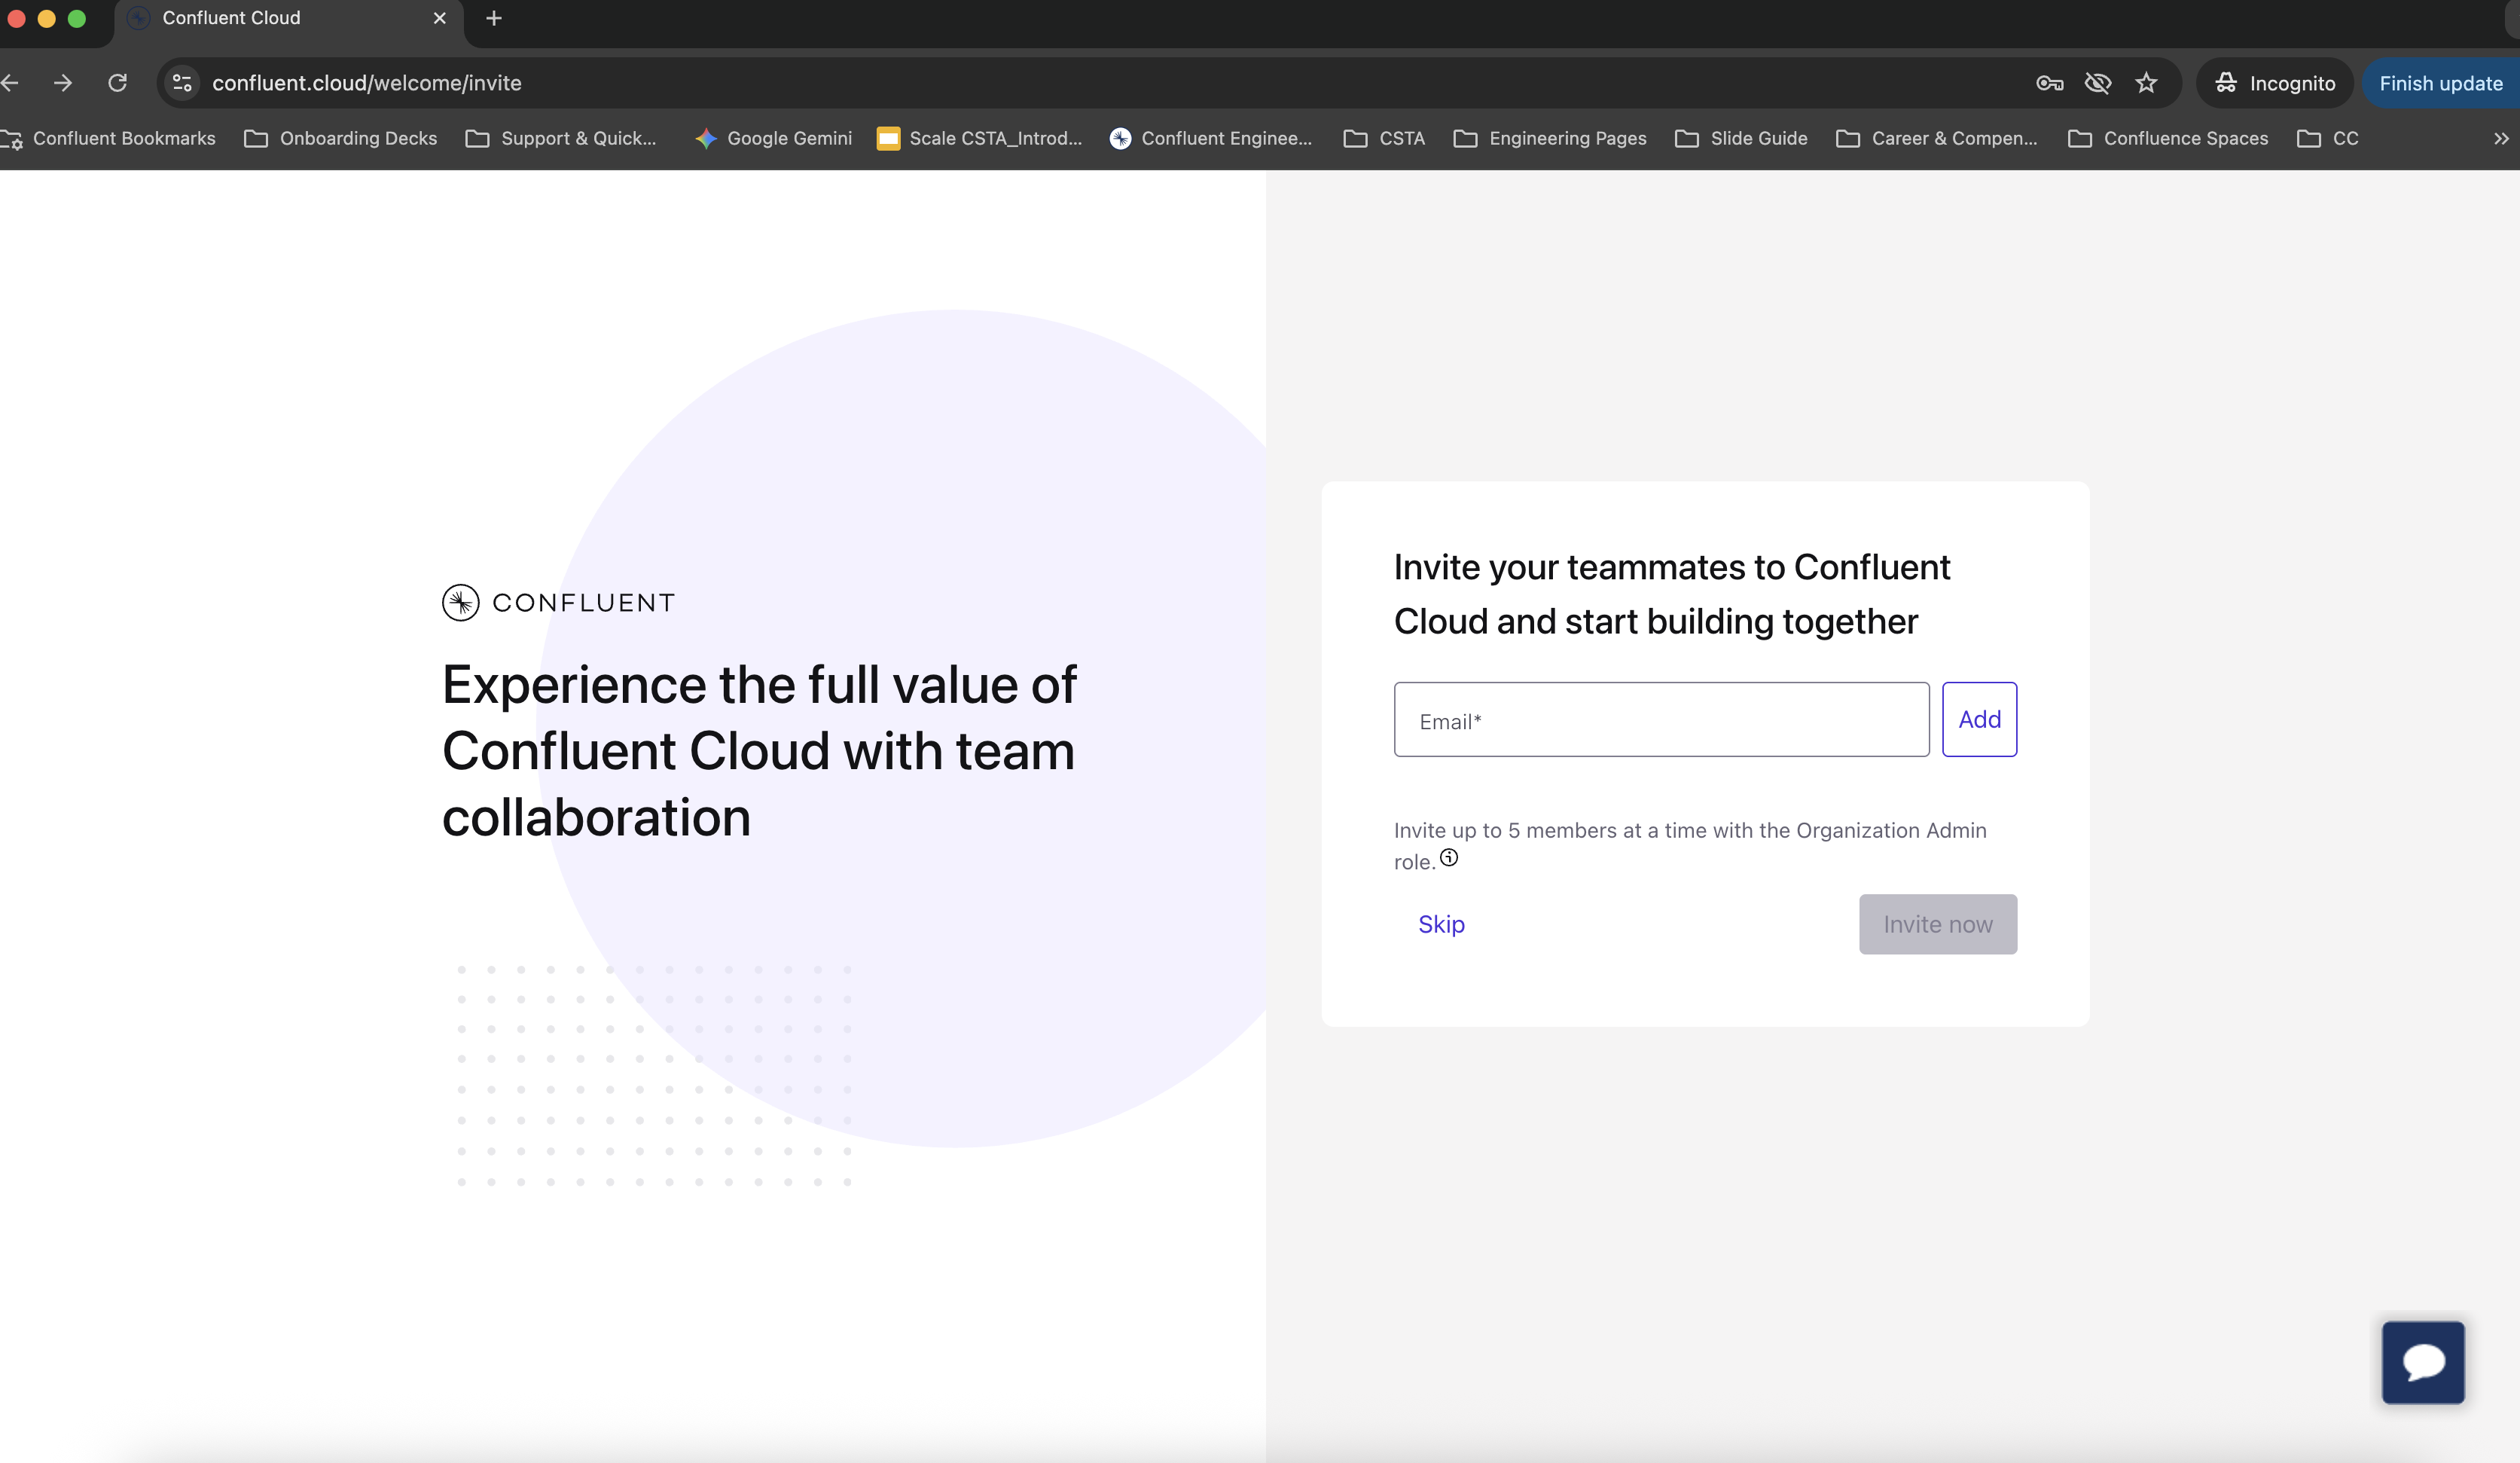 Confluent Cloud
confluent.cloud/welcome/invite
Incognito
Finish update
Confluent Bookmarks
Onboarding Decks
Support & Quick...
Google Gemini
Scale CSTA_Introd...
Confluent Enginee...
CSTA
Engineering Pages
Slide Guide
Career & Compen...
Confluence Spaces
CC
CONFLUENT
Experience the full value of
Confluent Cloud with team
collaboration
Invite your teammates to Confluent
Cloud and start building together
Email*
Add
Invite up to 5 members at a time with the Organization Admin
role.
Skip
Invite now